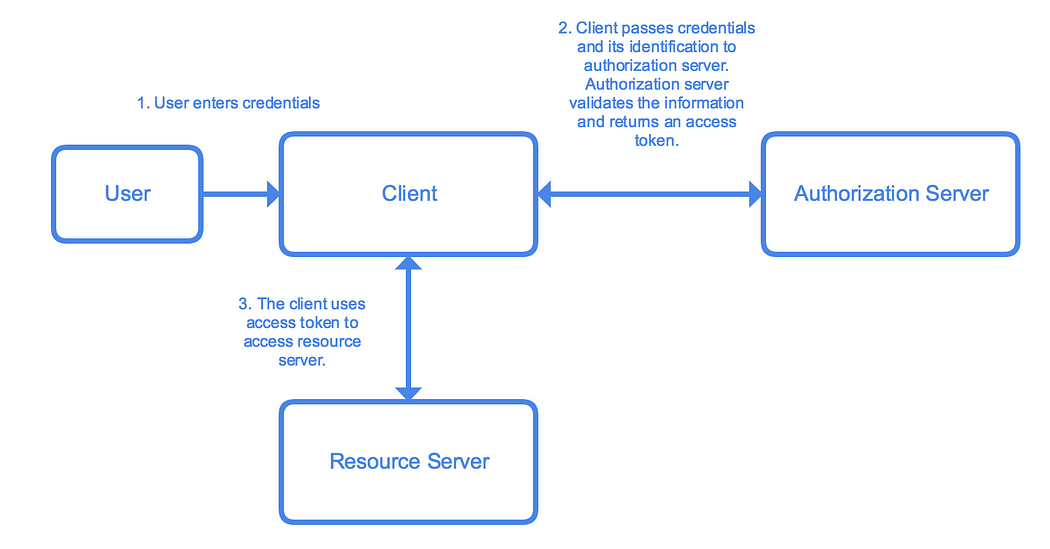 2. Client passes credentials
and its identification to
authorization server.
Authorization server
validates the information
and returns an access
token.
1. User enters credentials
User
Client
Authorization Server
3. The client uses
access token to
access resource
server.
Resource Server